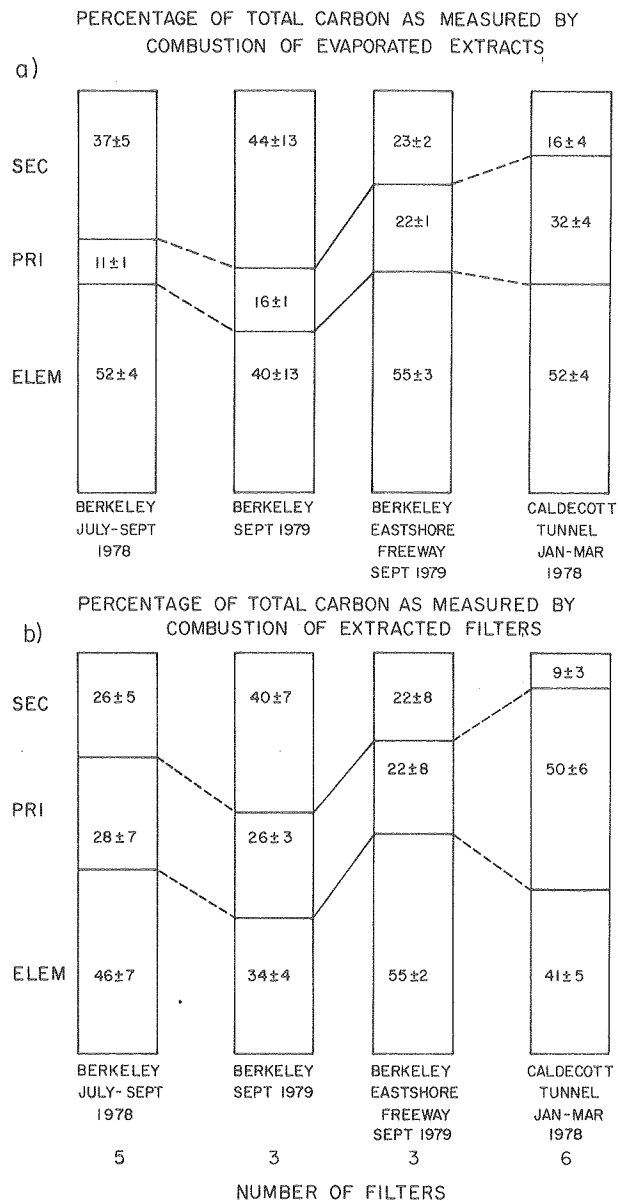 PERCENTAGE OF TOTAL CARBON AS MEASURED BY
COMBUSTION OF EVAPORATED EXTRACTS
a)
37±5 44±13 23±2 16±4
SEC
22±1 32±4
PRI 11±1
16±1
ELEM 52±4 40±13 55±3 52±4
BERKELEY BERKELEY BERKELEY CALDECOTT
JULY-SEPT SEPT 1979 EASTSHORE TUNNEL
1978 FREEWAY JAN-MAR
SEPT 1979 1978
PERCENTAGE OF TOTAL CARBON AS MEASURED BY
b) COMBUSTION OF EXTRACTED FILTERS
9±3
SEC 26±5 40±7 22±8
22±8 50±6
PRI
28±7 26±3
ELEM 46±7 34±4 55±2 41±5
BERKELEY BERKELEY BERKELEY CALDECOTT
JULY-SEPT SEPT 1979 EASTSHORE TUNNEL
1978 FREEWAY JAN-MAR
SEPT 1979 1978
5 3 3 6
NUMBER OF FILTERS